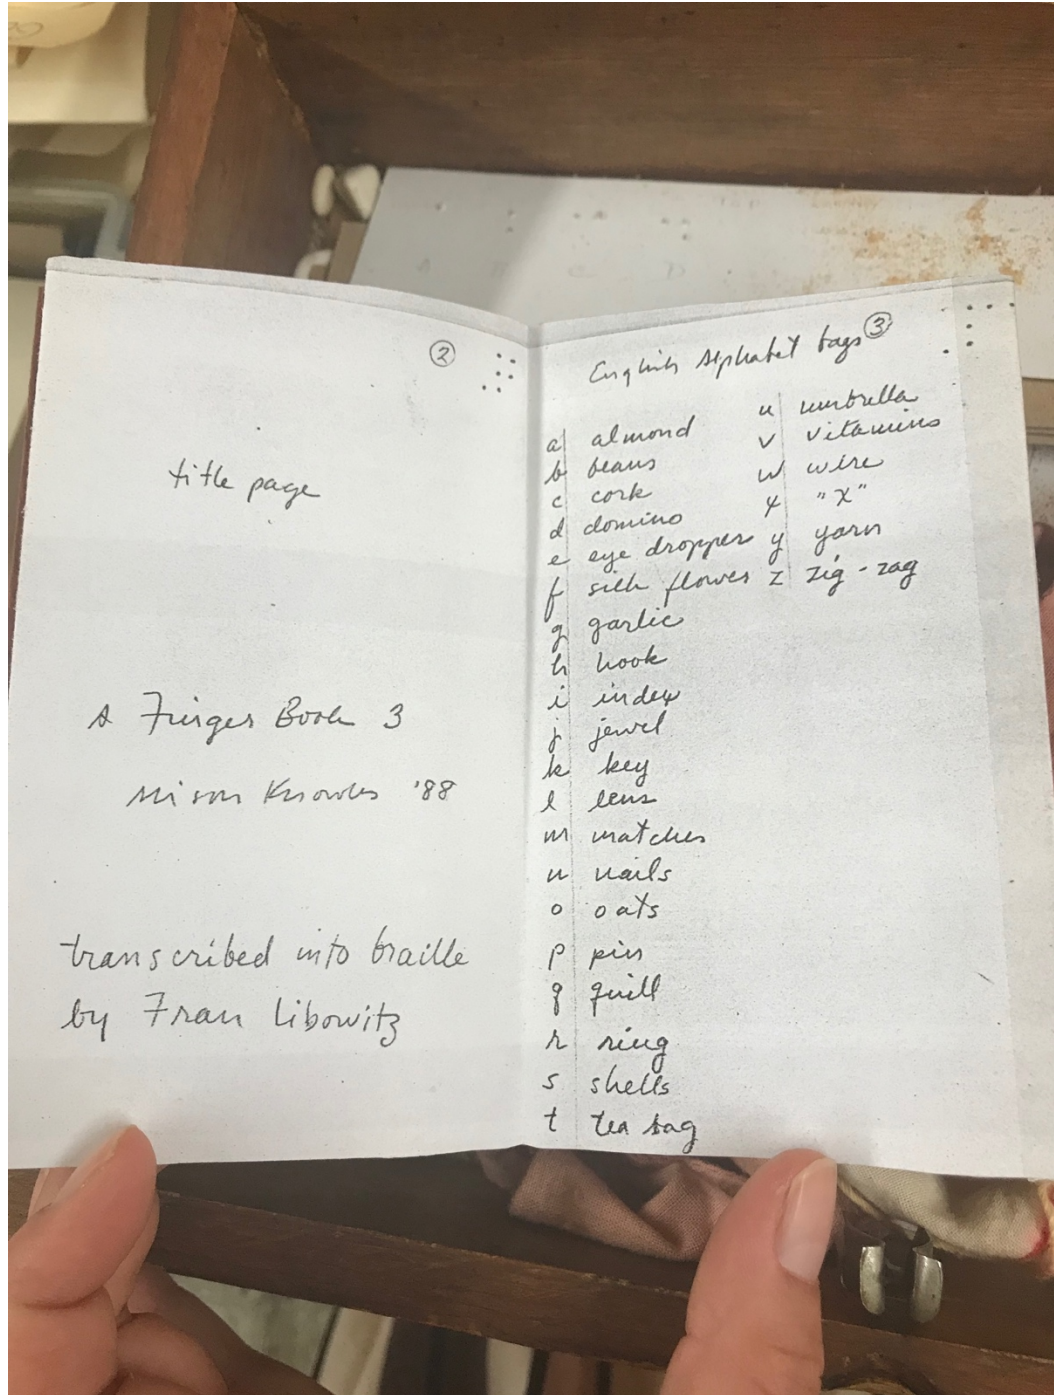 ②
title page
A Finger Book 3
Alison Knowles '88
transcribed into braille
by Fran Libowitz
③
English Alphabet bags
a almond
b beans
c cork
d domino
e eye dropper
f silk flower
g garlic
h hook
i index
j jewel
k key
l lens
m matches
n nails
o oats
p pin
q quill
r ring
s shells
t tea bag
u umbrella
v vitamins
w wire
x "X"
y yarn
z zig-zag